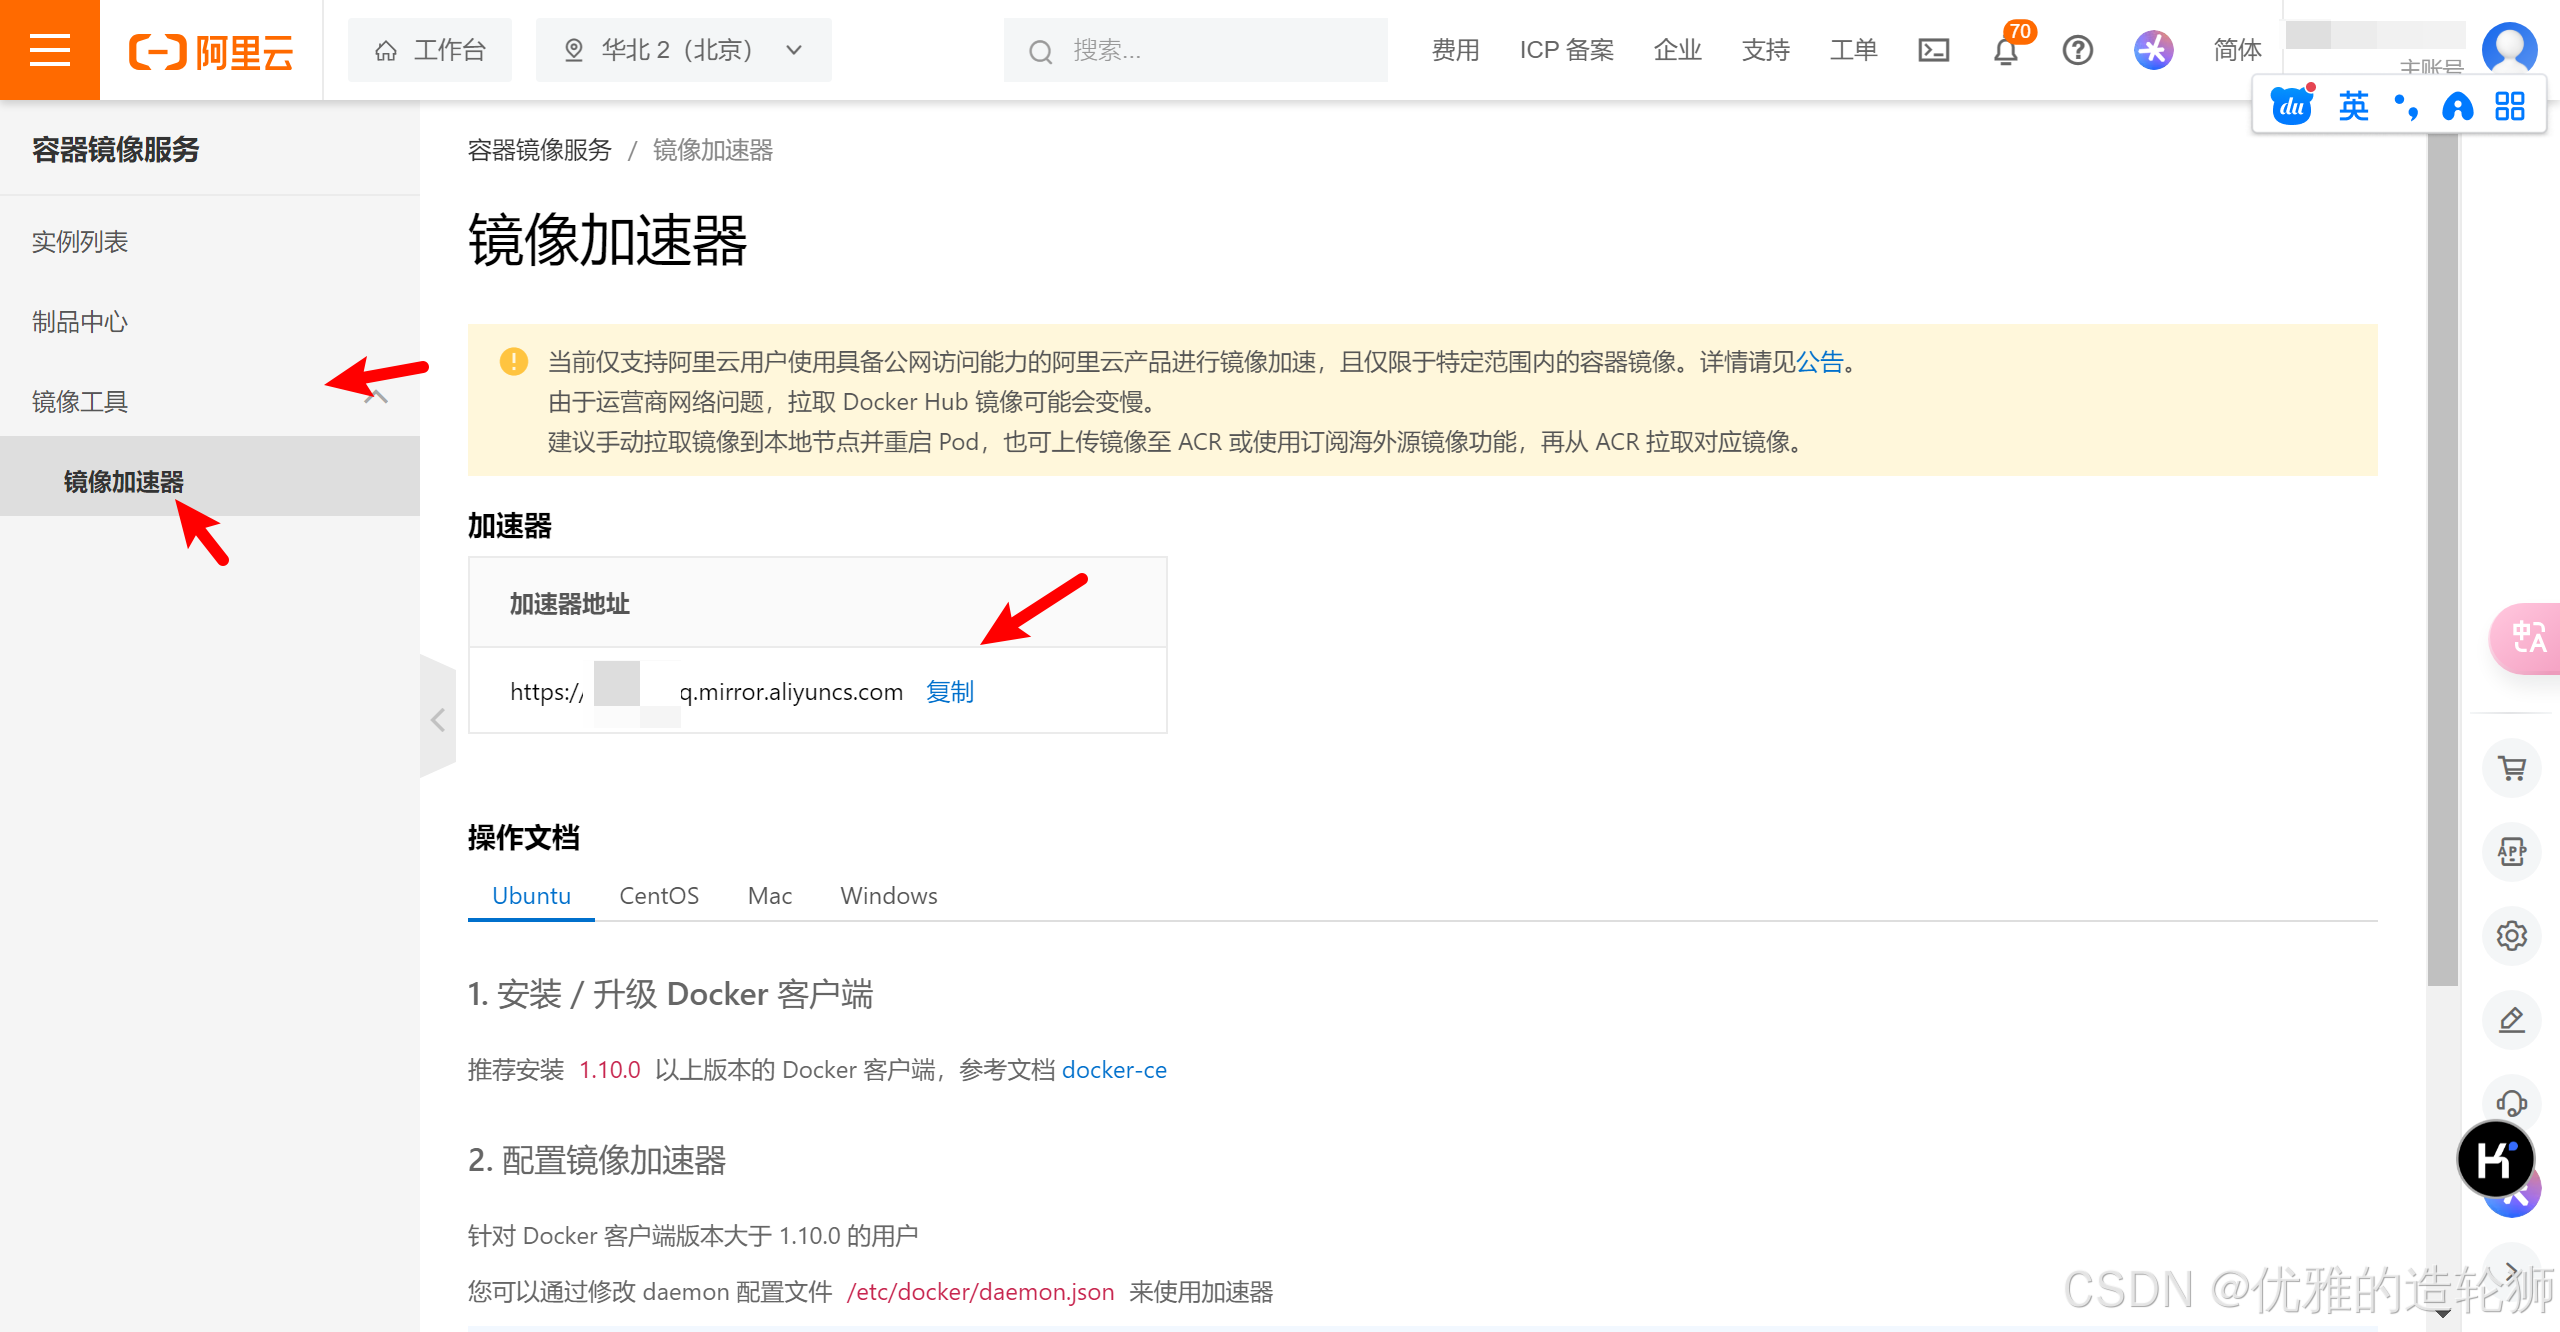 阿里云
工作台
华北 2（北京）
搜索...
费用
ICP 备案
企业
支持
工单
70
简体
主账号
du
英
容器镜像服务
实例列表
制品中心
镜像工具
镜像加速器
容器镜像服务 / 镜像加速器
镜像加速器
当前仅支持阿里云用户使用具备公网访问能力的阿里云产品进行镜像加速，且仅限于特定范围内的容器镜像。详情请见公告。
由于运营商网络问题，拉取 Docker Hub 镜像可能会变慢。
建议手动拉取镜像到本地节点并重启 Pod，也可上传镜像至 ACR 或使用订阅海外源镜像功能，再从 ACR 拉取对应镜像。
加速器
加速器地址
https:// q.mirror.aliyuncs.com 复制
中A
APP
操作文档
Ubuntu CentOS Mac Windows
1. 安装 / 升级 Docker 客户端
推荐安装 1.10.0 以上版本的 Docker 客户端，参考文档 docker-ce
2. 配置镜像加速器
针对 Docker 客户端版本大于 1.10.0 的用户
您可以通过修改 daemon 配置文件 /etc/docker/daemon.json 来使用加速器
K
CSDN @优雅的造轮狮